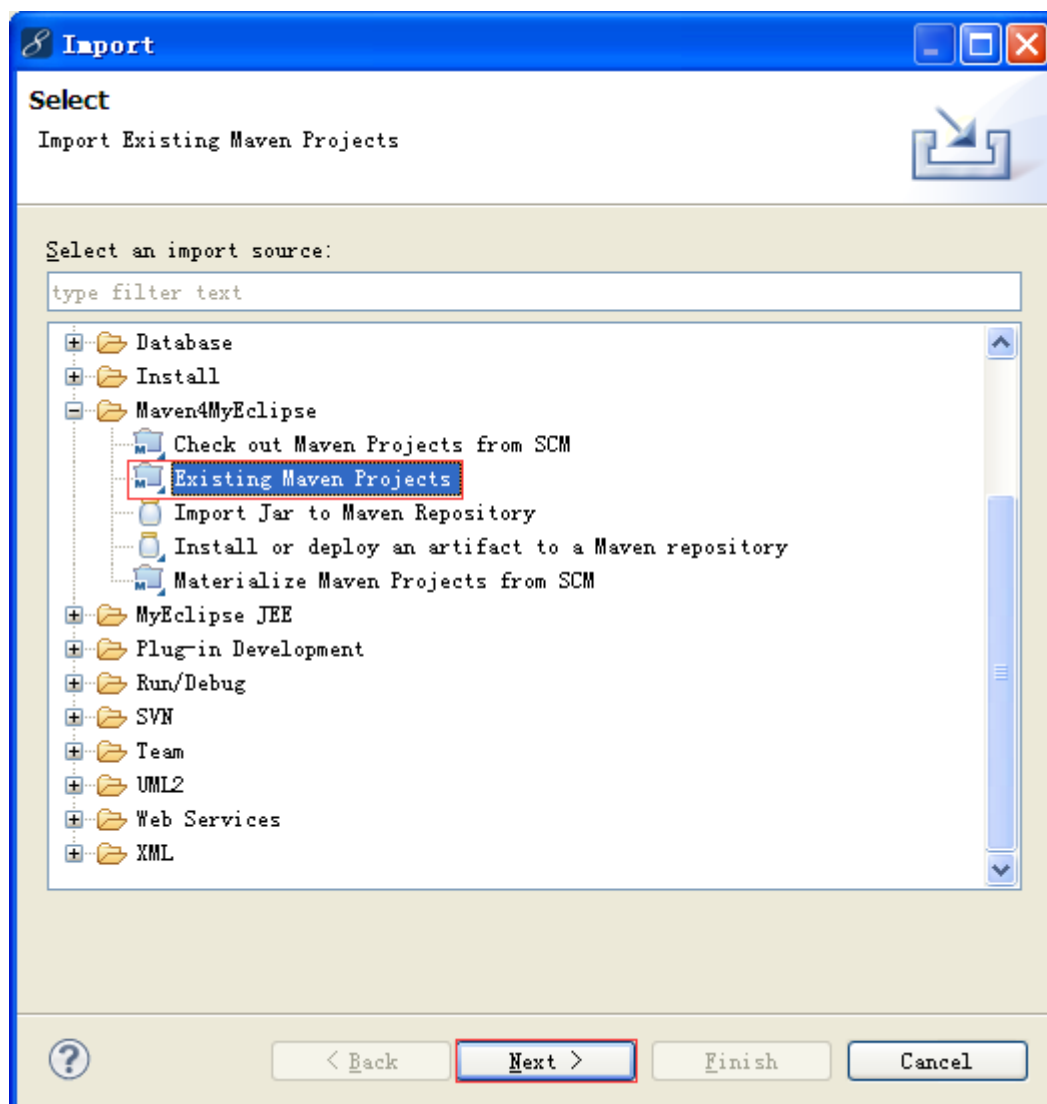 Import
Select
Import Existing Maven Projects
Select an import source:
type filter text
Database
Install
Maven4MyEclipse
Check out Maven Projects from SCM
Existing Maven Projects
Import Jar to Maven Repository
Install or deploy an artifact to a Maven repository
Materialize Maven Projects from SCM
MyEclipse JEE
Plug-in Development
Run/Debug
SVN
Team
UML2
Web Services
XML
? < Back Next > Finish Cancel